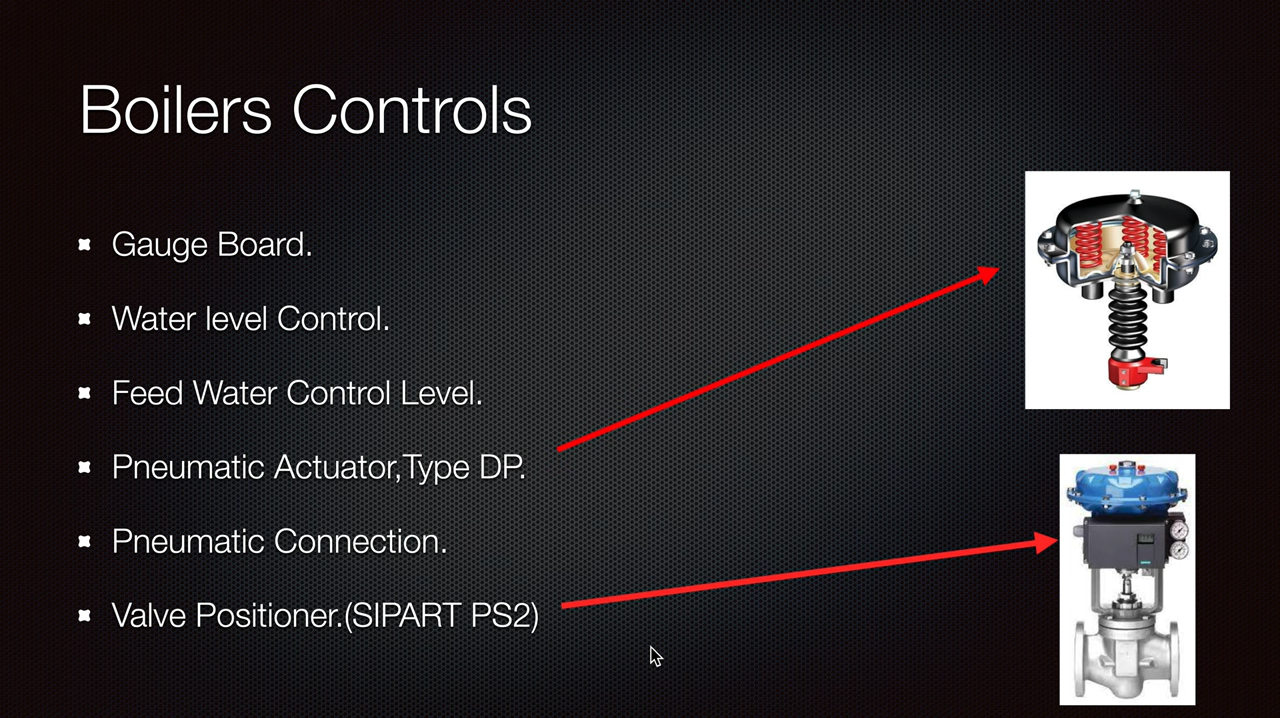 Boilers Controls
Gauge Board.
Water level Control.
Feed Water Control Level.
Pneumatic Actuator,Type DP.
Pneumatic Connection.
Valve Positioner.(SIPART PS2)